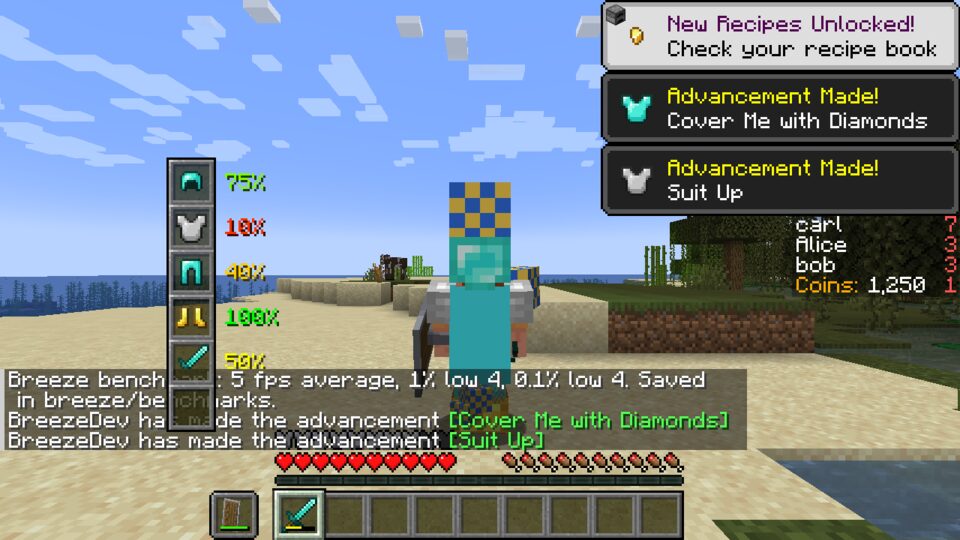 New Recipes Unlocked!
Check your recipe book
Advancement Made!
Cover Me with Diamonds
Advancement Made!
Suit Up
75%
10%
40%
100%
50%
carl 7
Alice 3
bob 3
Coins: 1,250 1
Breeze : 5 fps average, 1% low 4, 0.1% low 4. Saved
in breeze/benchmarks.
BreezeDev has made the advancement [Cover Me with Diamonds]
BreezeDev has made the advancement [Suit Up]